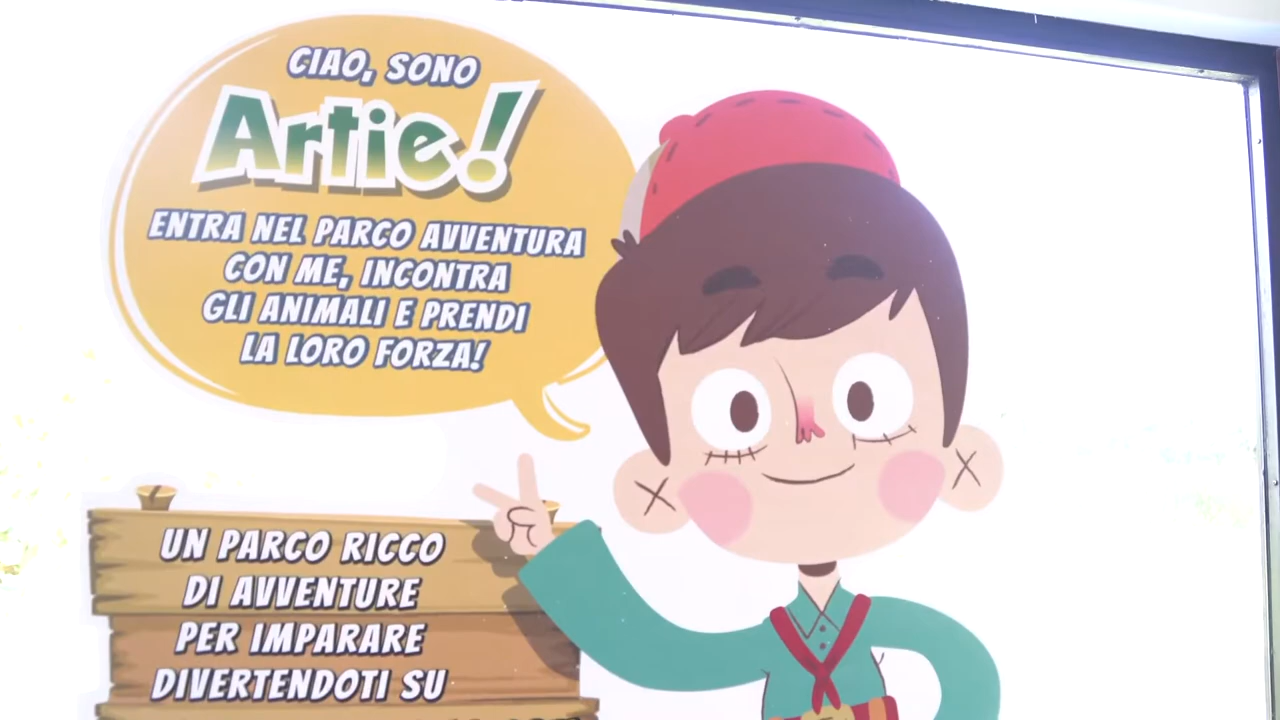 CIAO, SONO
Artie!
ENTRA NEL PARCO AVVENTURA
CON ME, INCONTRA
GLI ANIMALI E PRENDI
LA LORO FORZA!
UN PARCO RICCO
DI AVVENTURE
PER IMPARARE
DIVERTENDOTI SU